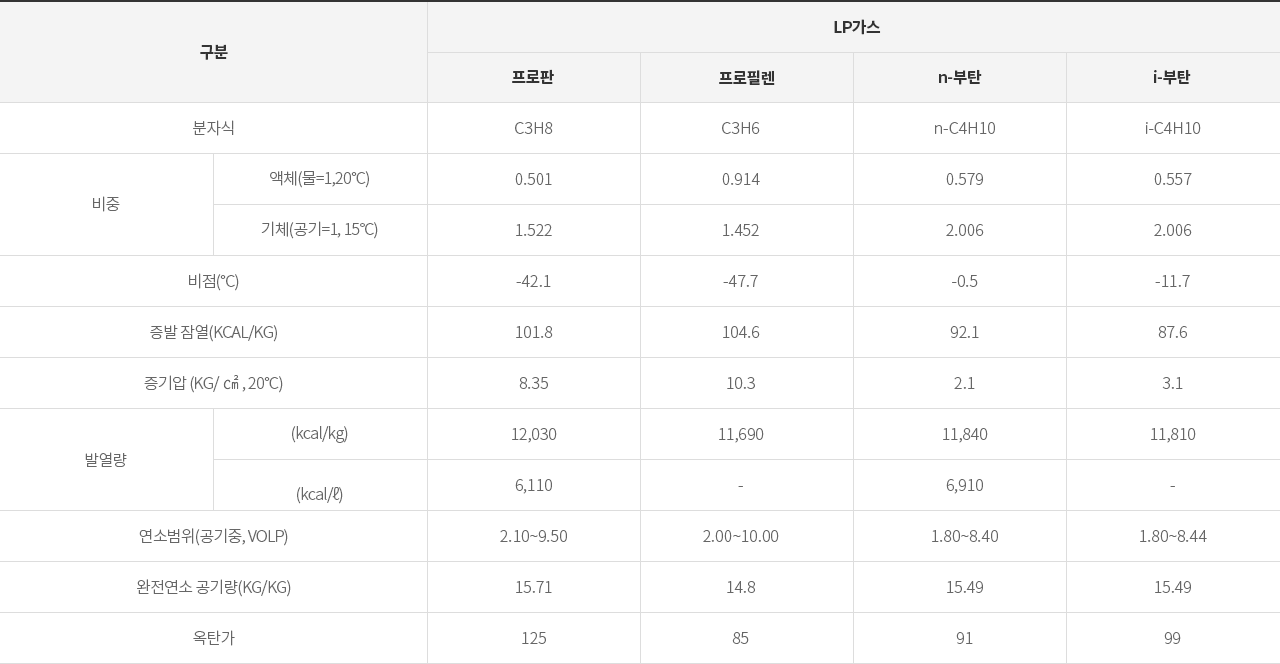 구분 LP가스
프로판 프로필렌 n-부탄 i-부탄
분자식 C3H8 C3H6 n-C4H10 i-C4H10
비중 액체(물=1,20℃) 0.501 0.914 0.579 0.557
기체(공기=1, 15℃) 1.522 1.452 2.006 2.006
비점(℃) -42.1 -47.7 -0.5 -11.7
증발 잠열(KCAL/KG) 101.8 104.6 92.1 87.6
증기압 (KG/ ㎠ , 20℃) 8.35 10.3 2.1 3.1
발열량 (kcal/kg) 12,030 11,690 11,840 11,810
(kcal/ℓ) 6,110 - 6,910 -
연소범위(공기중, VOLP) 2.10~9.50 2.00~10.00 1.80~8.40 1.80~8.44
완전연소 공기량(KG/KG) 15.71 14.8 15.49 15.49
옥탄가 125 85 91 99